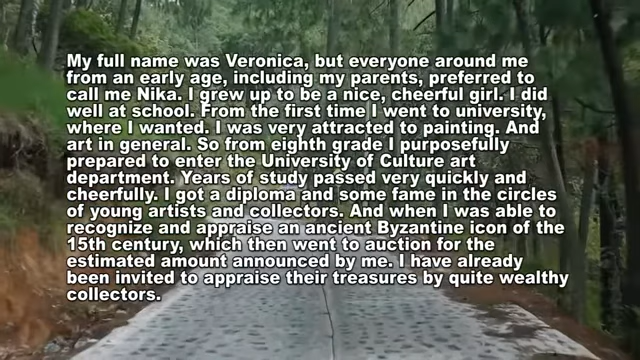 My full name was Veronica, but everyone around me
from an early age, including my parents, preferred to
call me Nika. I grew up to be a nice, cheerful girl. I did
well at school. From the first time I went to university,
where I wanted. I was very attracted to painting. And
art in general. So from eighth grade I purposefully
prepared to enter the University of Culture art
department. Years of study passed very quickly and
cheerfully. I got a diploma and some fame in the circles
of young artists and collectors. And when I was able to
recognize and appraise an ancient Byzantine icon of the
15th century, which then went to auction for the
estimated amount announced by me. I have already
been invited to appraise their treasures by quite wealthy
collectors.